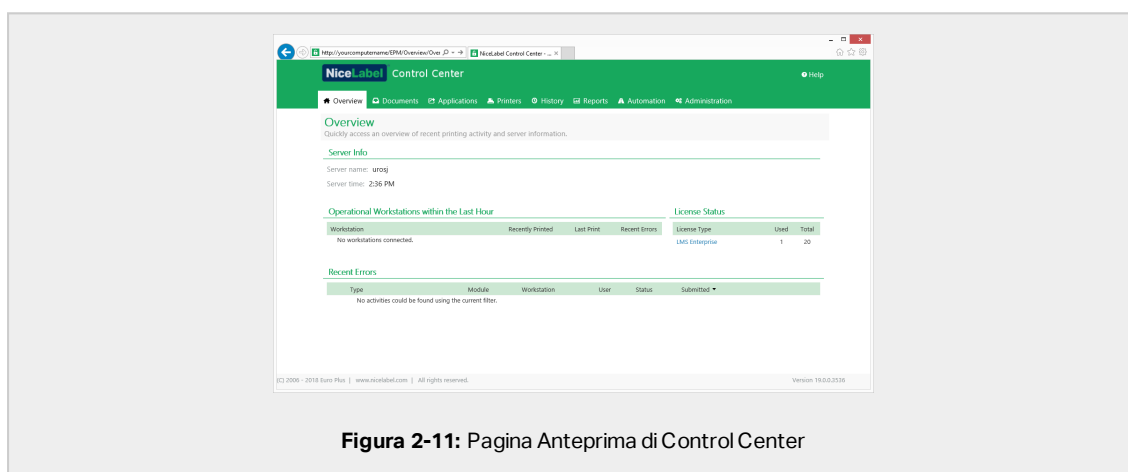 http://yourcomputername/EPM/Overview/Over
NiceLabel Control Center - ...
NiceLabel Control Center
Help
Overview Documents Applications Printers History Reports Automation Administration
Overview
Quickly access an overview of recent printing activity and server information.
Server Info
Server name: urosj
Server time: 2:36 PM
Operational Workstations within the Last Hour
License Status
Workstation Recently Printed Last Print Recent Errors
License Type Used Total
No workstations connected.
LMS Enterprise 1 20
Recent Errors
Type Module Workstation User Status Submitted
No activities could be found using the current filter.
(C) 2006 - 2018 Euro Plus | www.nicelabel.com | All rights reserved.
Version 19.0.0.3538
Figura 2-11: Pagina Anteprima di Control Center